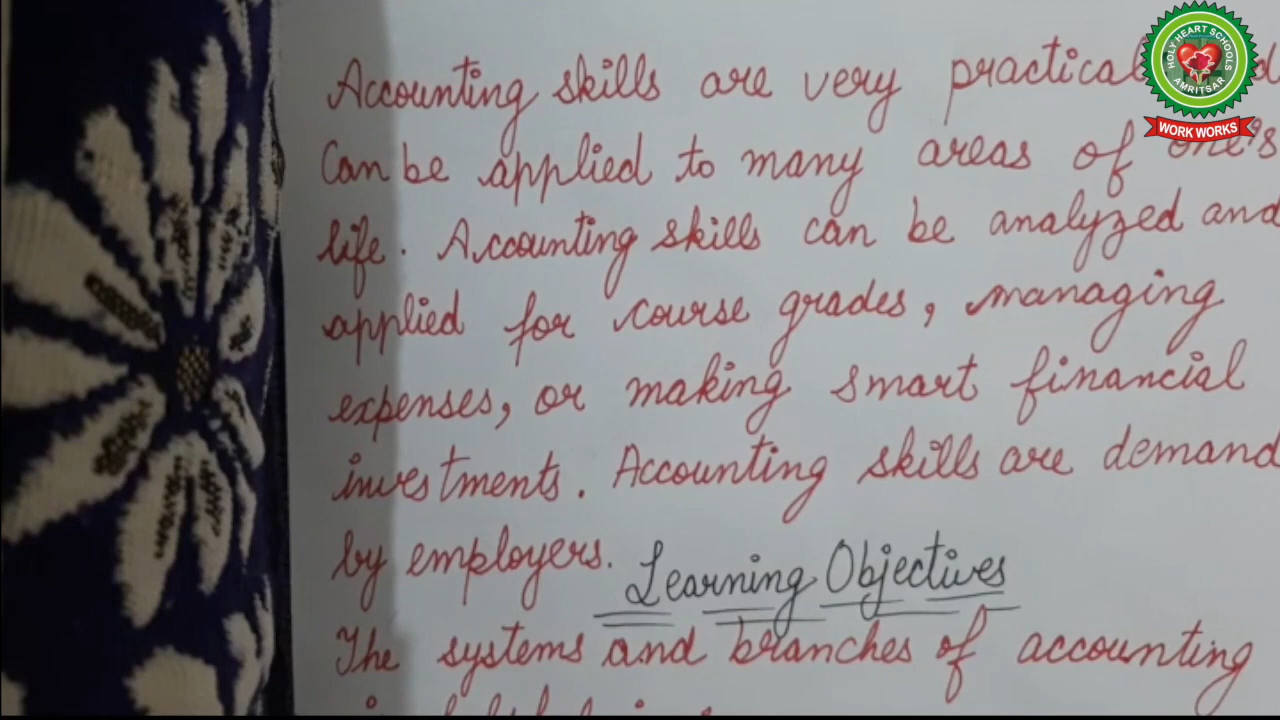 HOLY HEART SCHOOLS
AMRITSAR
WORK WORKS
Accounting skills are very practical
Can be applied to many areas of one's
life. Accounting skills can be analyzed and
applied for course grades, managing
expenses, or making smart financial
investments. Accounting skills are demand
by employers.
Learning Objectives
The systems and branches of accounting